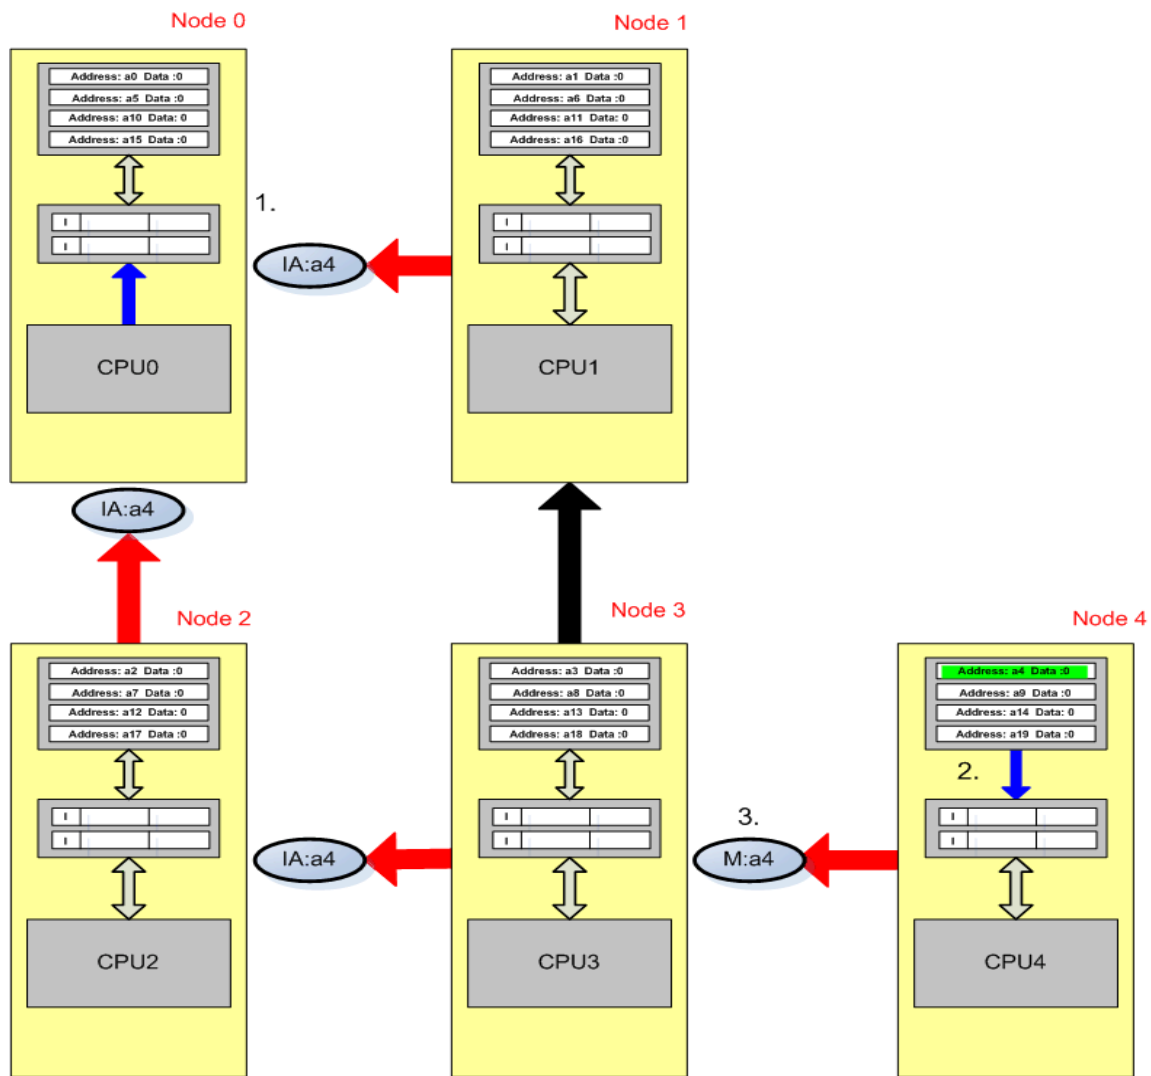 Node 0
Node 1
Address: a0 Data :0
Address: a5 Data :0
Address: a10 Data: 0
Address: a15 Data :0
Address: a1 Data :0
Address: a6 Data :0
Address: a11 Data: 0
Address: a16 Data :0
1.
I
I
I
I
IA:a4
CPU0
CPU1
IA:a4
Node 2
Node 3
Node 4
Address: a2 Data :0
Address: a7 Data :0
Address: a12 Data: 0
Address: a17 Data :0
Address: a3 Data :0
Address: a8 Data :0
Address: a13 Data: 0
Address: a18 Data :0
Address: a4 Data :0
Address: a9 Data :0
Address: a14 Data: 0
Address: a19 Data :0
2.
3.
I
I
I
I
I
I
IA:a4
M:a4
CPU2
CPU3
CPU4